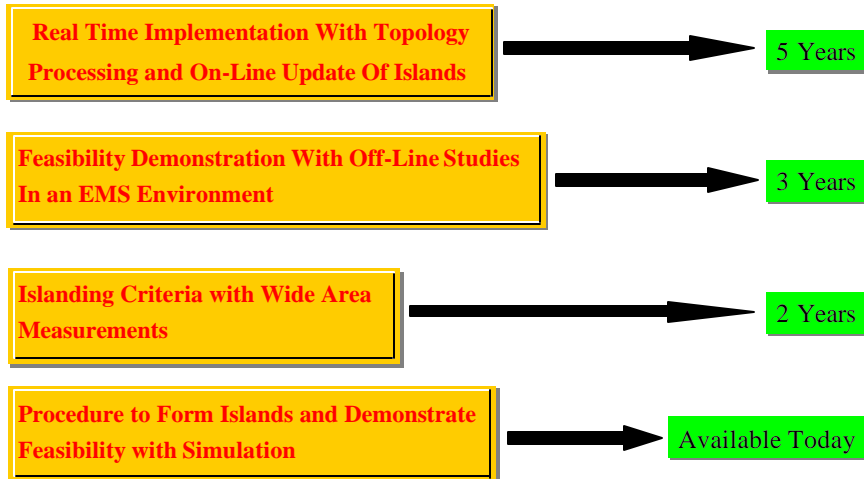 Real Time Implementation With Topology
Processing and On-Line Update Of Islands
5 Years
Feasibility Demonstration With Off-Line Studies
In an EMS Environment
3 Years
Islanding Criteria with Wide Area
Measurements
2 Years
Procedure to Form Islands and Demonstrate
Feasibility with Simulation
Available Today